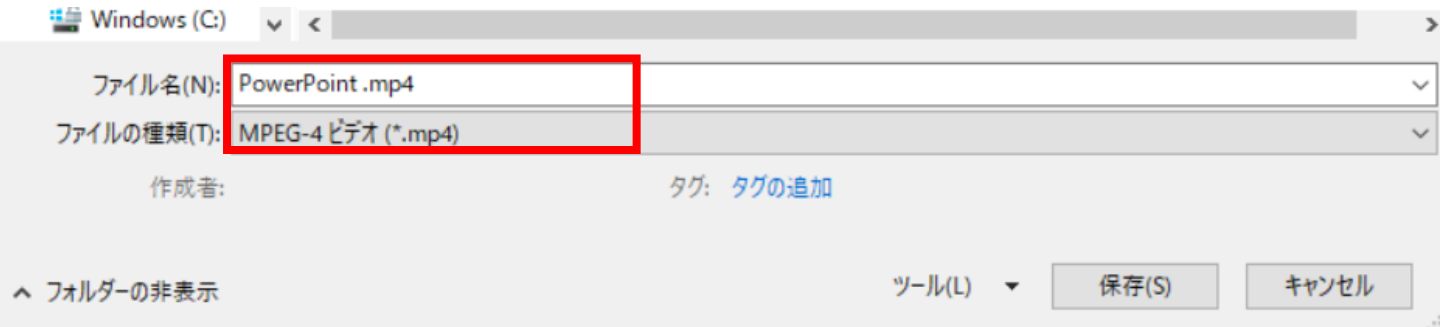 Windows (C:)
ファイル名(N): PowerPoint .mp4
ファイルの種類(T): MPEG-4 ビデオ (*.mp4)
作成者: タグ: タグの追加
フォルダーの非表示 ツール(L) 保存(S) キャンセル